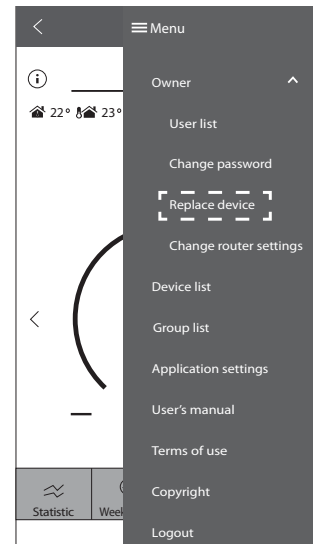 Menu
Owner
22° 23°
User list
Change password
Replace device
Change router settings
Device list
Group list
Application settings
User's manual
Terms of use
Copyright
Statistic Week
Logout